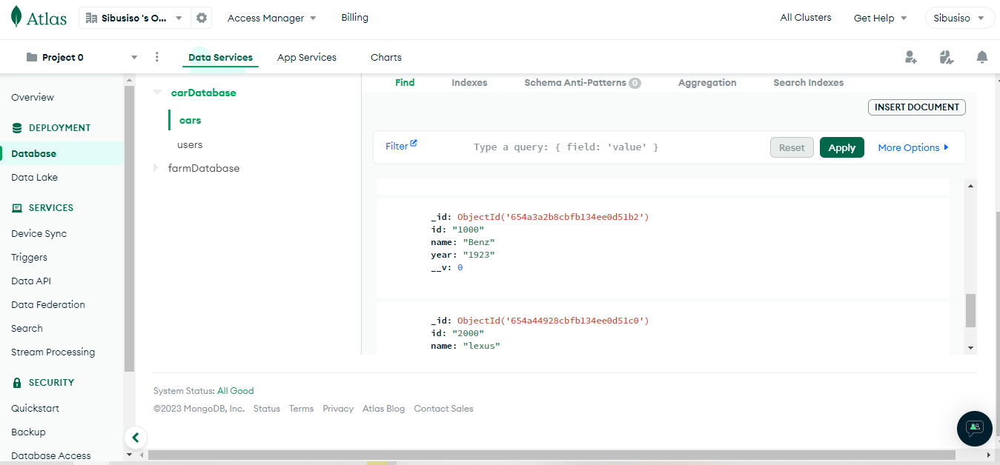 Atlas
Sibusiso 's O...
Access Manager
Billing
All Clusters
Get Help
Sibusiso
Project 0
Data Services
App Services
Charts
Overview
DEPLOYMENT
Database
Data Lake
SERVICES
Device Sync
Triggers
Data API
Data Federation
Search
Stream Processing
SECURITY
Quickstart
Backup
Database Access
carDatabase
cars
users
farmDatabase
Find
Indexes
Schema Anti-Patterns 0
Aggregation
Search Indexes
INSERT DOCUMENT
Filter
Type a query: { field: 'value' }
Reset
Apply
More Options
_id: ObjectId('654a3a2b8cbfb134ee0d51b2')
id: "1000"
name: "Benz"
year: "1923"
__v: 0
_id: ObjectId('654a44928cbfb134ee0d51c0')
id: "2000"
name: "lexus"
System Status: All Good
©2023 MongoDB, Inc.
Status
Terms
Privacy
Atlas Blog
Contact Sales